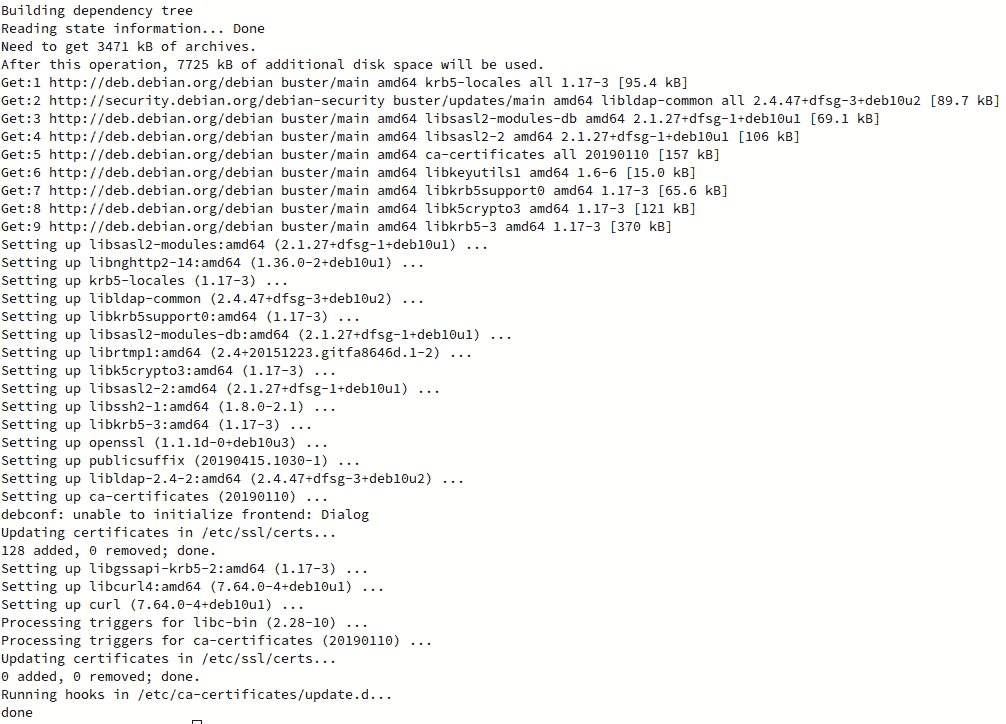 Building dependency tree
Reading state information... Done
Need to get 3471 kB of archives.
After this operation, 7725 kB of additional disk space will be used.
Get:1 http://deb.debian.org/debian buster/main amd64 krb5-locales all 1.17-3 [95.4 kB]
Get:2 http://security.debian.org/debian-security buster/updates/main amd64 libldap-common all 2.4.47+dfsg-3+deb10u2 [89.7 kB]
Get:3 http://deb.debian.org/debian buster/main amd64 libsasl2-modules-db amd64 2.1.27+dfsg-1+deb10u1 [69.1 kB]
Get:4 http://deb.debian.org/debian buster/main amd64 libsasl2-2 amd64 2.1.27+dfsg-1+deb10u1 [106 kB]
Get:5 http://deb.debian.org/debian buster/main amd64 ca-certificates all 20190110 [157 kB]
Get:6 http://deb.debian.org/debian buster/main amd64 libkeyutils1 amd64 1.6-6 [15.0 kB]
Get:7 http://deb.debian.org/debian buster/main amd64 libkrb5support0 amd64 1.17-3 [65.6 kB]
Get:8 http://deb.debian.org/debian buster/main amd64 libk5crypto3 amd64 1.17-3 [121 kB]
Get:9 http://deb.debian.org/debian buster/main amd64 libkrb5-3 amd64 1.17-3 [370 kB]
Setting up libsasl2-modules:amd64 (2.1.27+dfsg-1+deb10u1) ...
Setting up libnghttp2-14:amd64 (1.36.0-2+deb10u1) ...
Setting up krb5-locales (1.17-3) ...
Setting up libldap-common (2.4.47+dfsg-3+deb10u2) ...
Setting up libkrb5support0:amd64 (1.17-3) ...
Setting up libsasl2-modules-db:amd64 (2.1.27+dfsg-1+deb10u1) ...
Setting up librtmp1:amd64 (2.4+20151223.gitfa8646d.1-2) ...
Setting up libk5crypto3:amd64 (1.17-3) ...
Setting up libsasl2-2:amd64 (2.1.27+dfsg-1+deb10u1) ...
Setting up libssh2-1:amd64 (1.8.0-2.1) ...
Setting up libkrb5-3:amd64 (1.17-3) ...
Setting up openssl (1.1.1d-0+deb10u3) ...
Setting up publicsuffix (20190415.1030-1) ...
Setting up libldap-2.4-2:amd64 (2.4.47+dfsg-3+deb10u2) ...
Setting up ca-certificates (20190110) ...
debconf: unable to initialize frontend: Dialog
Updating certificates in /etc/ssl/certs...
128 added, 0 removed; done.
Setting up libgssapi-krb5-2:amd64 (1.17-3) ...
Setting up libcurl4:amd64 (7.64.0-4+deb10u1) ...
Setting up curl (7.64.0-4+deb10u1) ...
Processing triggers for libc-bin (2.28-10) ...
Processing triggers for ca-certificates (20190110) ...
Updating certificates in /etc/ssl/certs...
0 added, 0 removed; done.
Running hooks in /etc/ca-certificates/update.d...
done